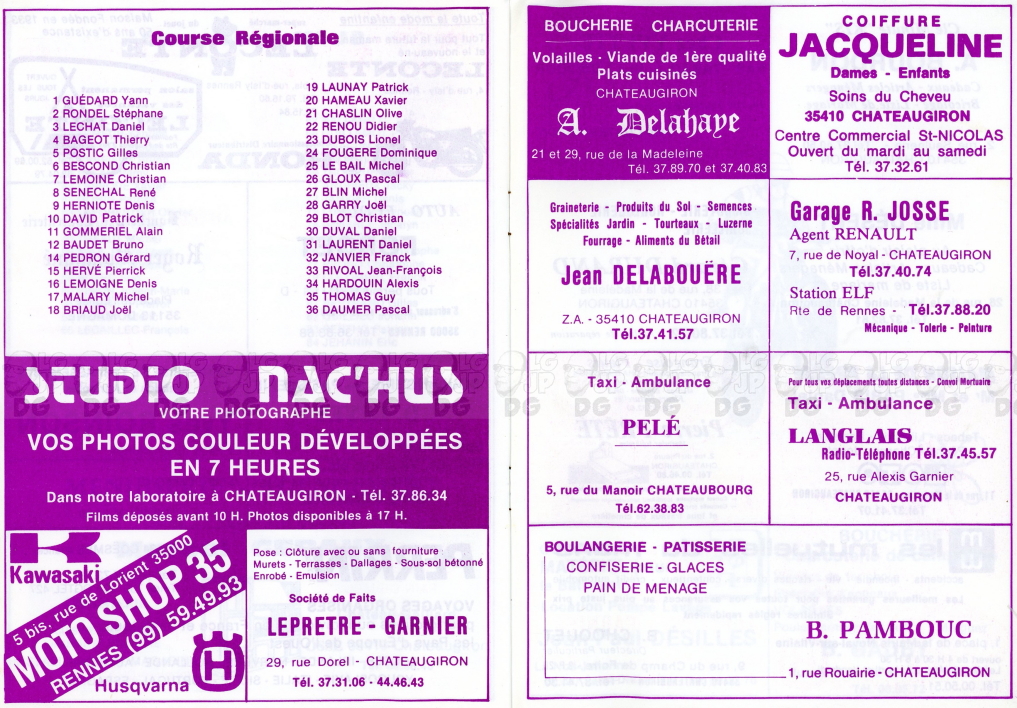 Course Régionale
1 GUÉDARD Yann
2 RONDEL Stéphane
3 LECHAT Daniel
4 BAGEOT Thierry
5 POSTIC Gilles
6 BESCOND Christian
7 LEMOINE Christian
8 SENECHAL René
9 HERNIOTE Denis
10 DAVID Patrick
11 GOMMERIEL Alain
12 BAUDET Bruno
14 PEDRON Gérard
15 HERVÉ Pierrick
16 LEMOIGNE Denis
17 MALARY Michel
18 BRIAUD Joël
19 LAUNAY Patrick
20 HAMEAU Xavier
21 CHASLIN Olive
22 RENOU Didier
23 DUBOIS Lionel
24 FOUGERE Dominique
25 LE BAIL Michel
26 GLOUX Pascal
27 BLIN Michel
28 GARRY Joël
29 BLOT Christian
30 DUVAL Daniel
31 LAURENT Daniel
32 JANVIER Franck
33 RIVOAL Jean-François
34 HARDOUIN Alexis
35 THOMAS Guy
36 DAUMER Pascal
STUDIO NAC'HUS
VOTRE PHOTOGRAPHE
VOS PHOTOS COULEUR DÉVELOPPÉES
EN 7 HEURES
Dans notre laboratoire à CHATEAUGIRON - Tél. 37.86.34
Films déposés avant 10 H. Photos disponibles à 17 H.
Kawasaki
5 bis. rue de Lorient 35000
MOTO SHOP 35
RENNES (99) 59.49.93
Husqvarna
Pose : Clôture avec ou sans fourniture
Murets - Terrasses - Dallages - Sous-sol bétonné
Enrobé - Emulsion
Société de Faits
LEPRETRE - GARNIER
29, rue Dorel - CHATEAUGIRON
Tél. 37.31.06 - 44.46.43
BOUCHERIE CHARCUTERIE
Volailles - Viande de 1ère qualité
Plats cuisinés
CHATEAUGIRON
A. Delahaye
21 et 29, rue de la Madeleine
Tél. 37.89.70 et 37.40.83
COIFFURE
JACQUELINE
Dames - Enfants
Soins du Cheveu
35410 CHATEAUGIRON
Centre Commercial St-NICOLAS
Ouvert du mardi au samedi
Tél. 37.32.61
Graineterie - Produits du Sol - Semences
Spécialités Jardin - Tourteaux - Luzerne
Fourrage - Aliments du Bétail
Jean DELABOUËRE
Z.A. - 35410 CHATEAUGIRON
Tél.37.41.57
Garage R. JOSSE
Agent RENAULT
7, rue de Noyal - CHATEAUGIRON
Tél.37.40.74
Station ELF
Rte de Rennes - Tél.37.88.20
Mécanique - Tolerie - Peinture
Taxi - Ambulance
PELÉ
5, rue du Manoir CHATEAUBOURG
Tél.62.38.83
Pour tous vos déplacements toutes distances - Convoi Mortuaire
Taxi - Ambulance
LANGLAIS
Radio-Téléphone Tél.37.45.57
25, rue Alexis Garnier
CHATEAUGIRON
BOULANGERIE - PATISSERIE
CONFISERIE - GLACES
PAIN DE MENAGE
B. PAMBOUC
1, rue Rouairie - CHATEAUGIRON